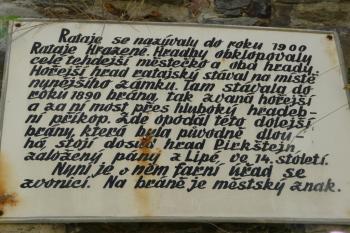 Rataje se nazývaly do roku 1900
Rataje Hrazené. Hradby obklopovaly
celé tehdejší městečko a oba hrady.
Hořejší hrad ratajský stával na místě
nynějšího zámku. Tam stávala do
roku 1890 brána, tak zvaná hořejší
a za ní most přes hluboký hradeb-
ní příkop. Zde opodál této dolejší
brány, která byla původně dlou-
há, stojí dosud hrad Pirkštejn
založený pány z Lipé, ve 14. století.
Nyní je v něm farní úřad se
zvonicí. Na bráně je městský znak.